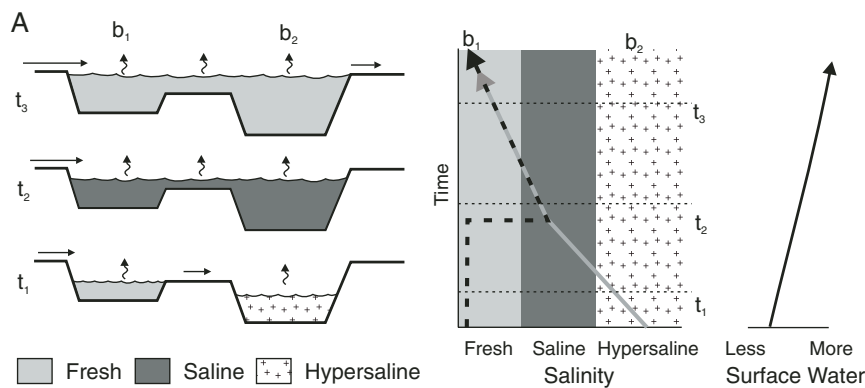 A
b1
b2
t3
t2
t1
Fresh
Saline
Hypersaline
b1
b2
Time
t3
t2
t1
Fresh Saline Hypersaline
Salinity
Less More
Surface Water